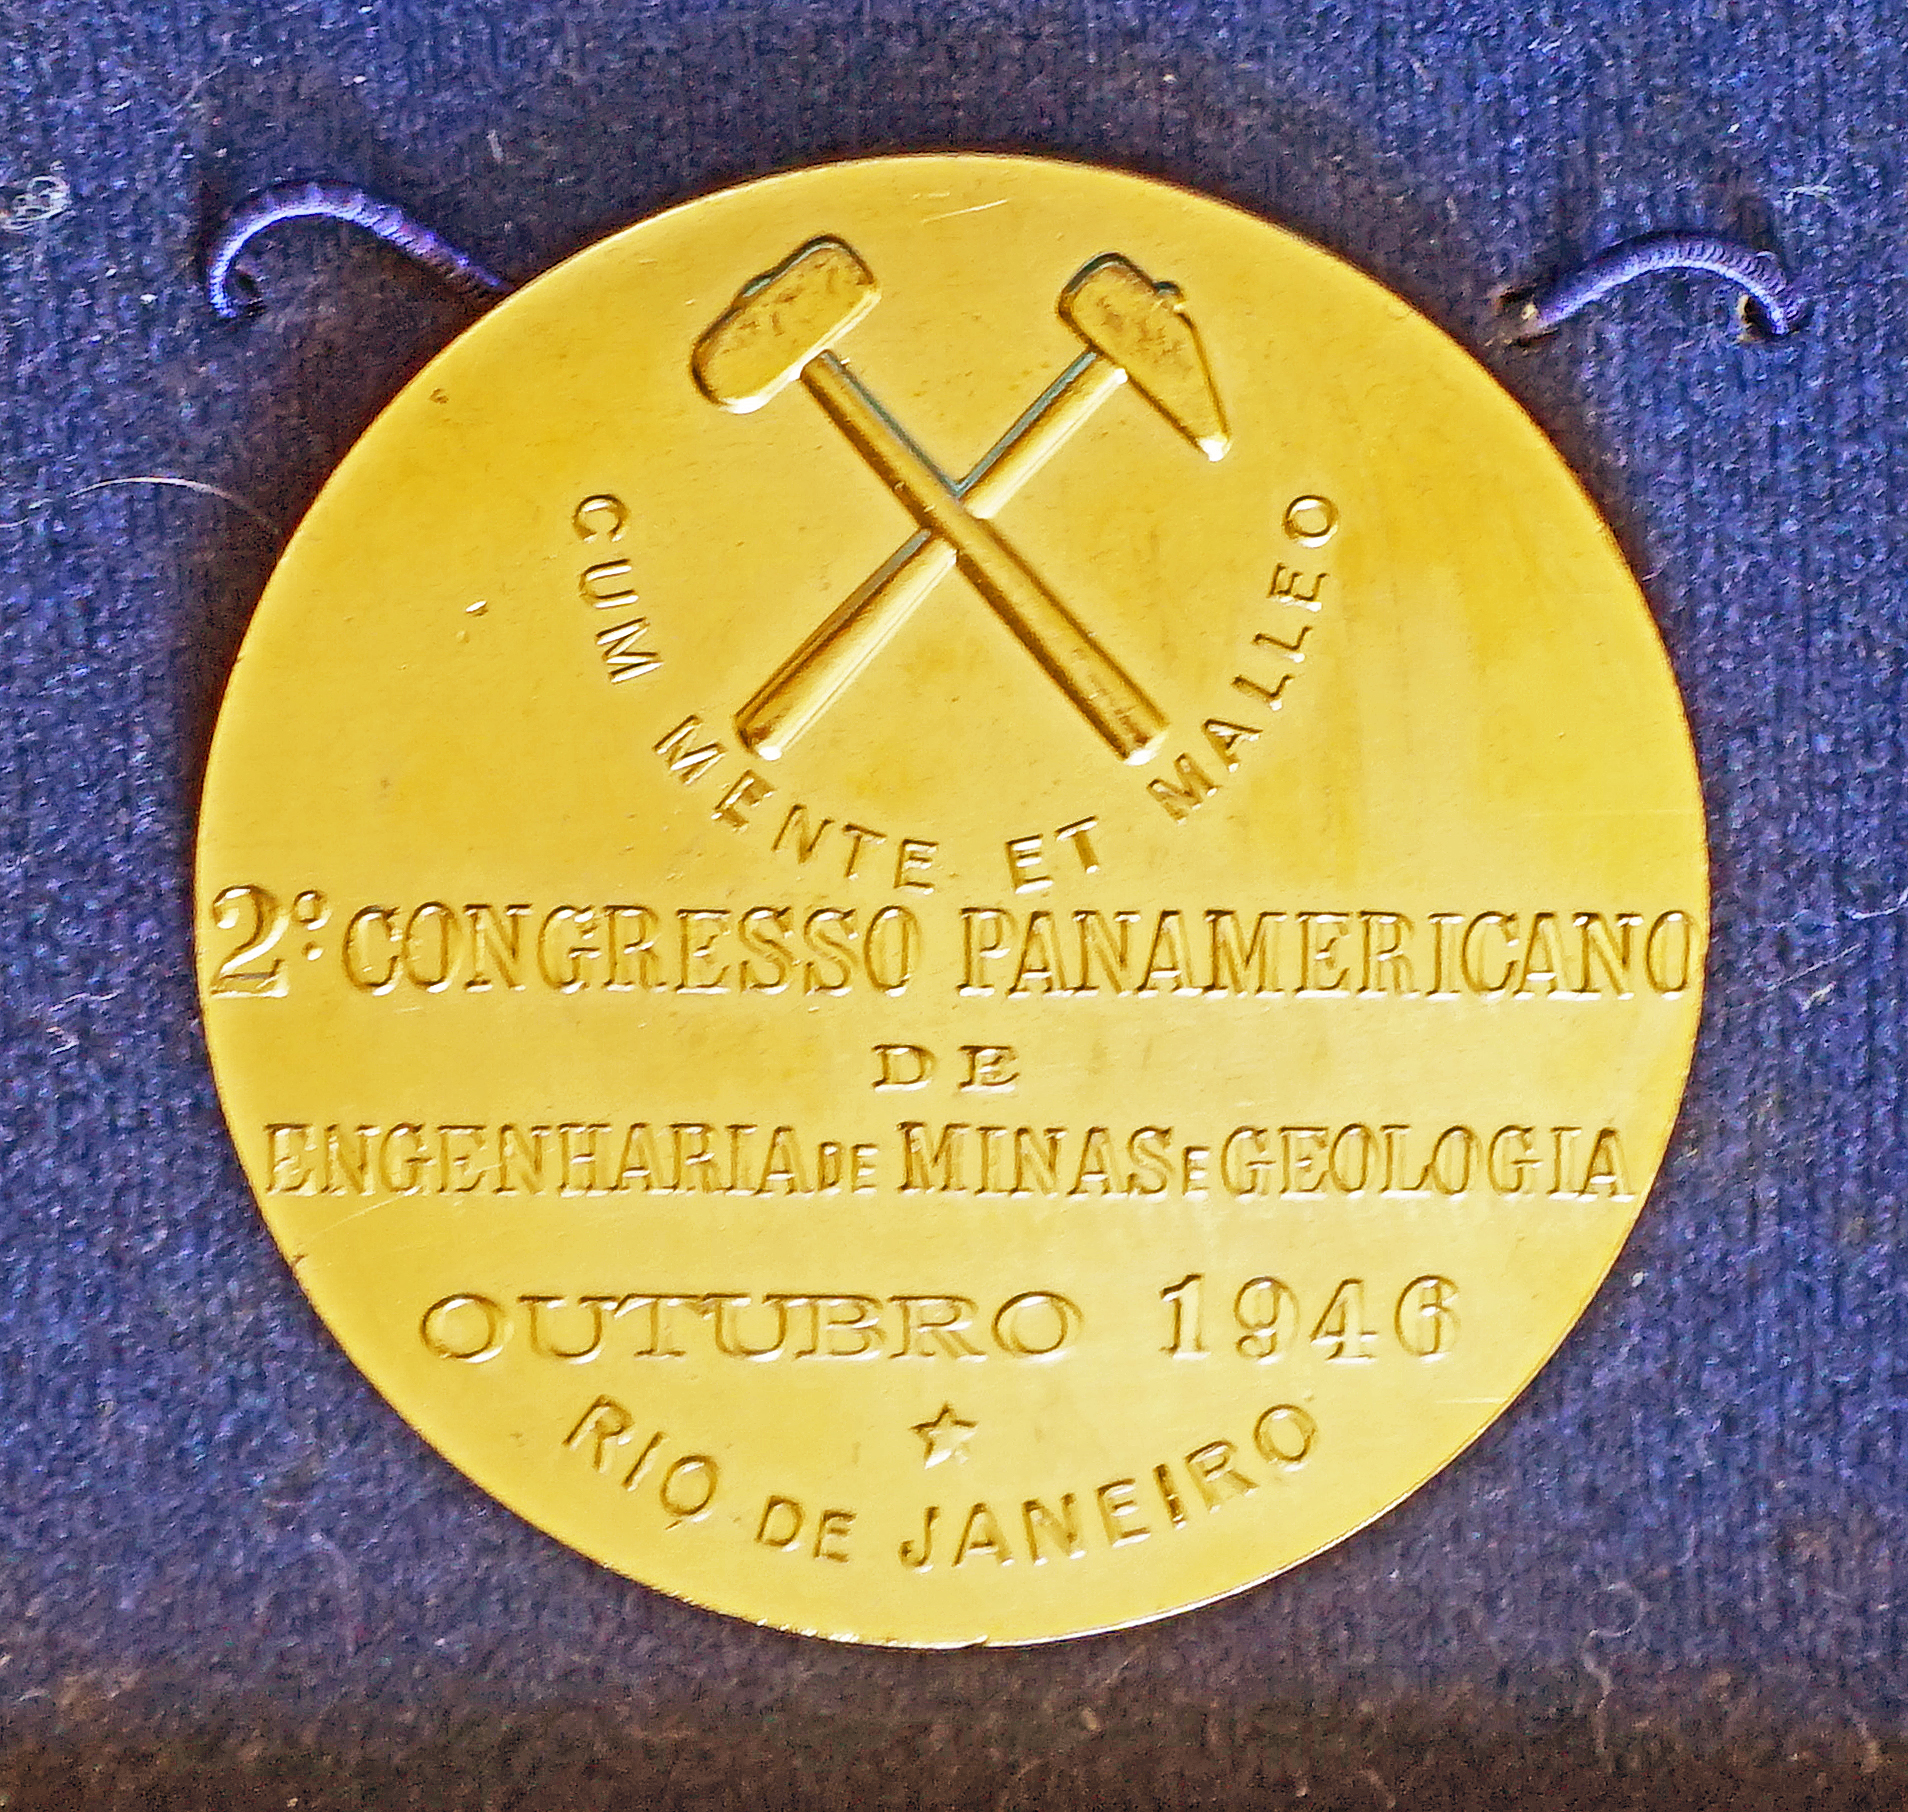 CUM MENTE ET MALLEO
2º CONGRESSO PANAMERICANO
DE
ENGENHARIA DE MINAS E GEOLOGIA
OUTUBRO 1946
RIO DE JANEIRO